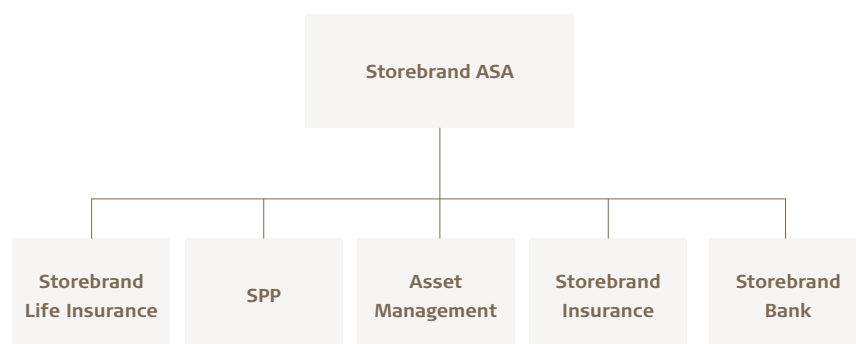 Storebrand ASA
Storebrand
Life Insurance
SPP
Asset
Management
Storebrand
Insurance
Storebrand
Bank